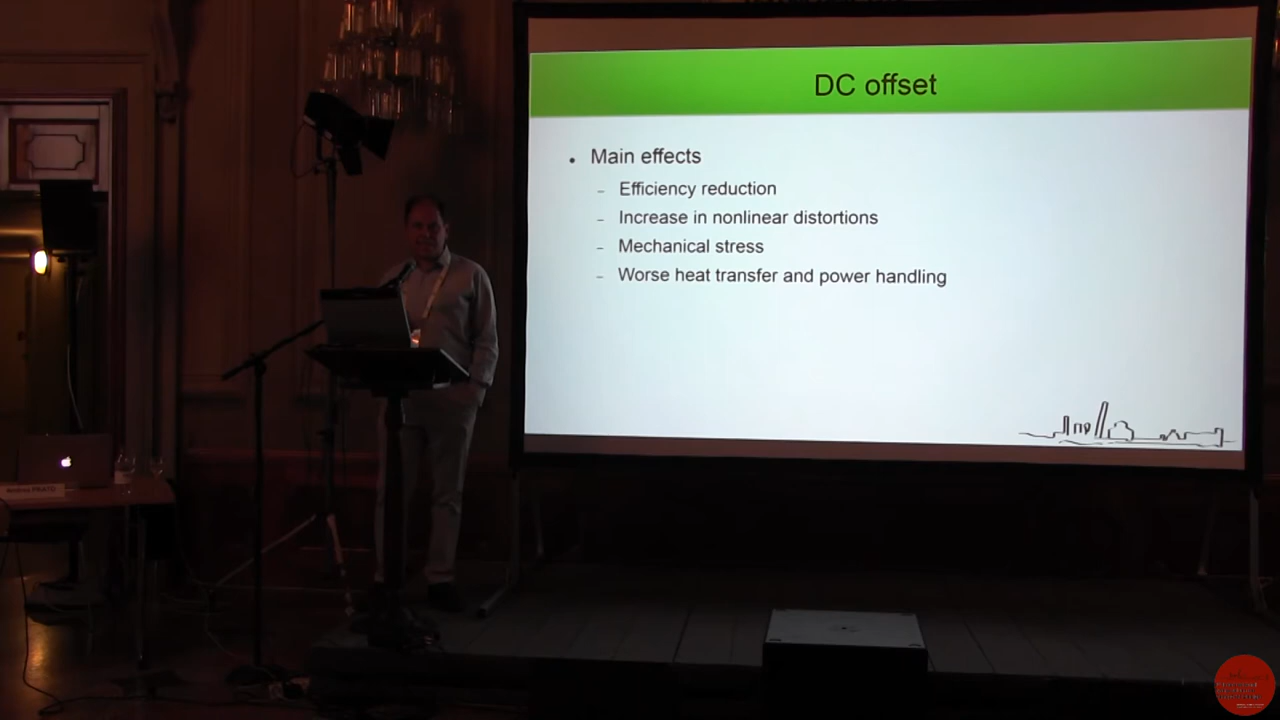 DC offset
• Main effects
– Efficiency reduction
– Increase in nonlinear distortions
– Mechanical stress
– Worse heat transfer and power handling